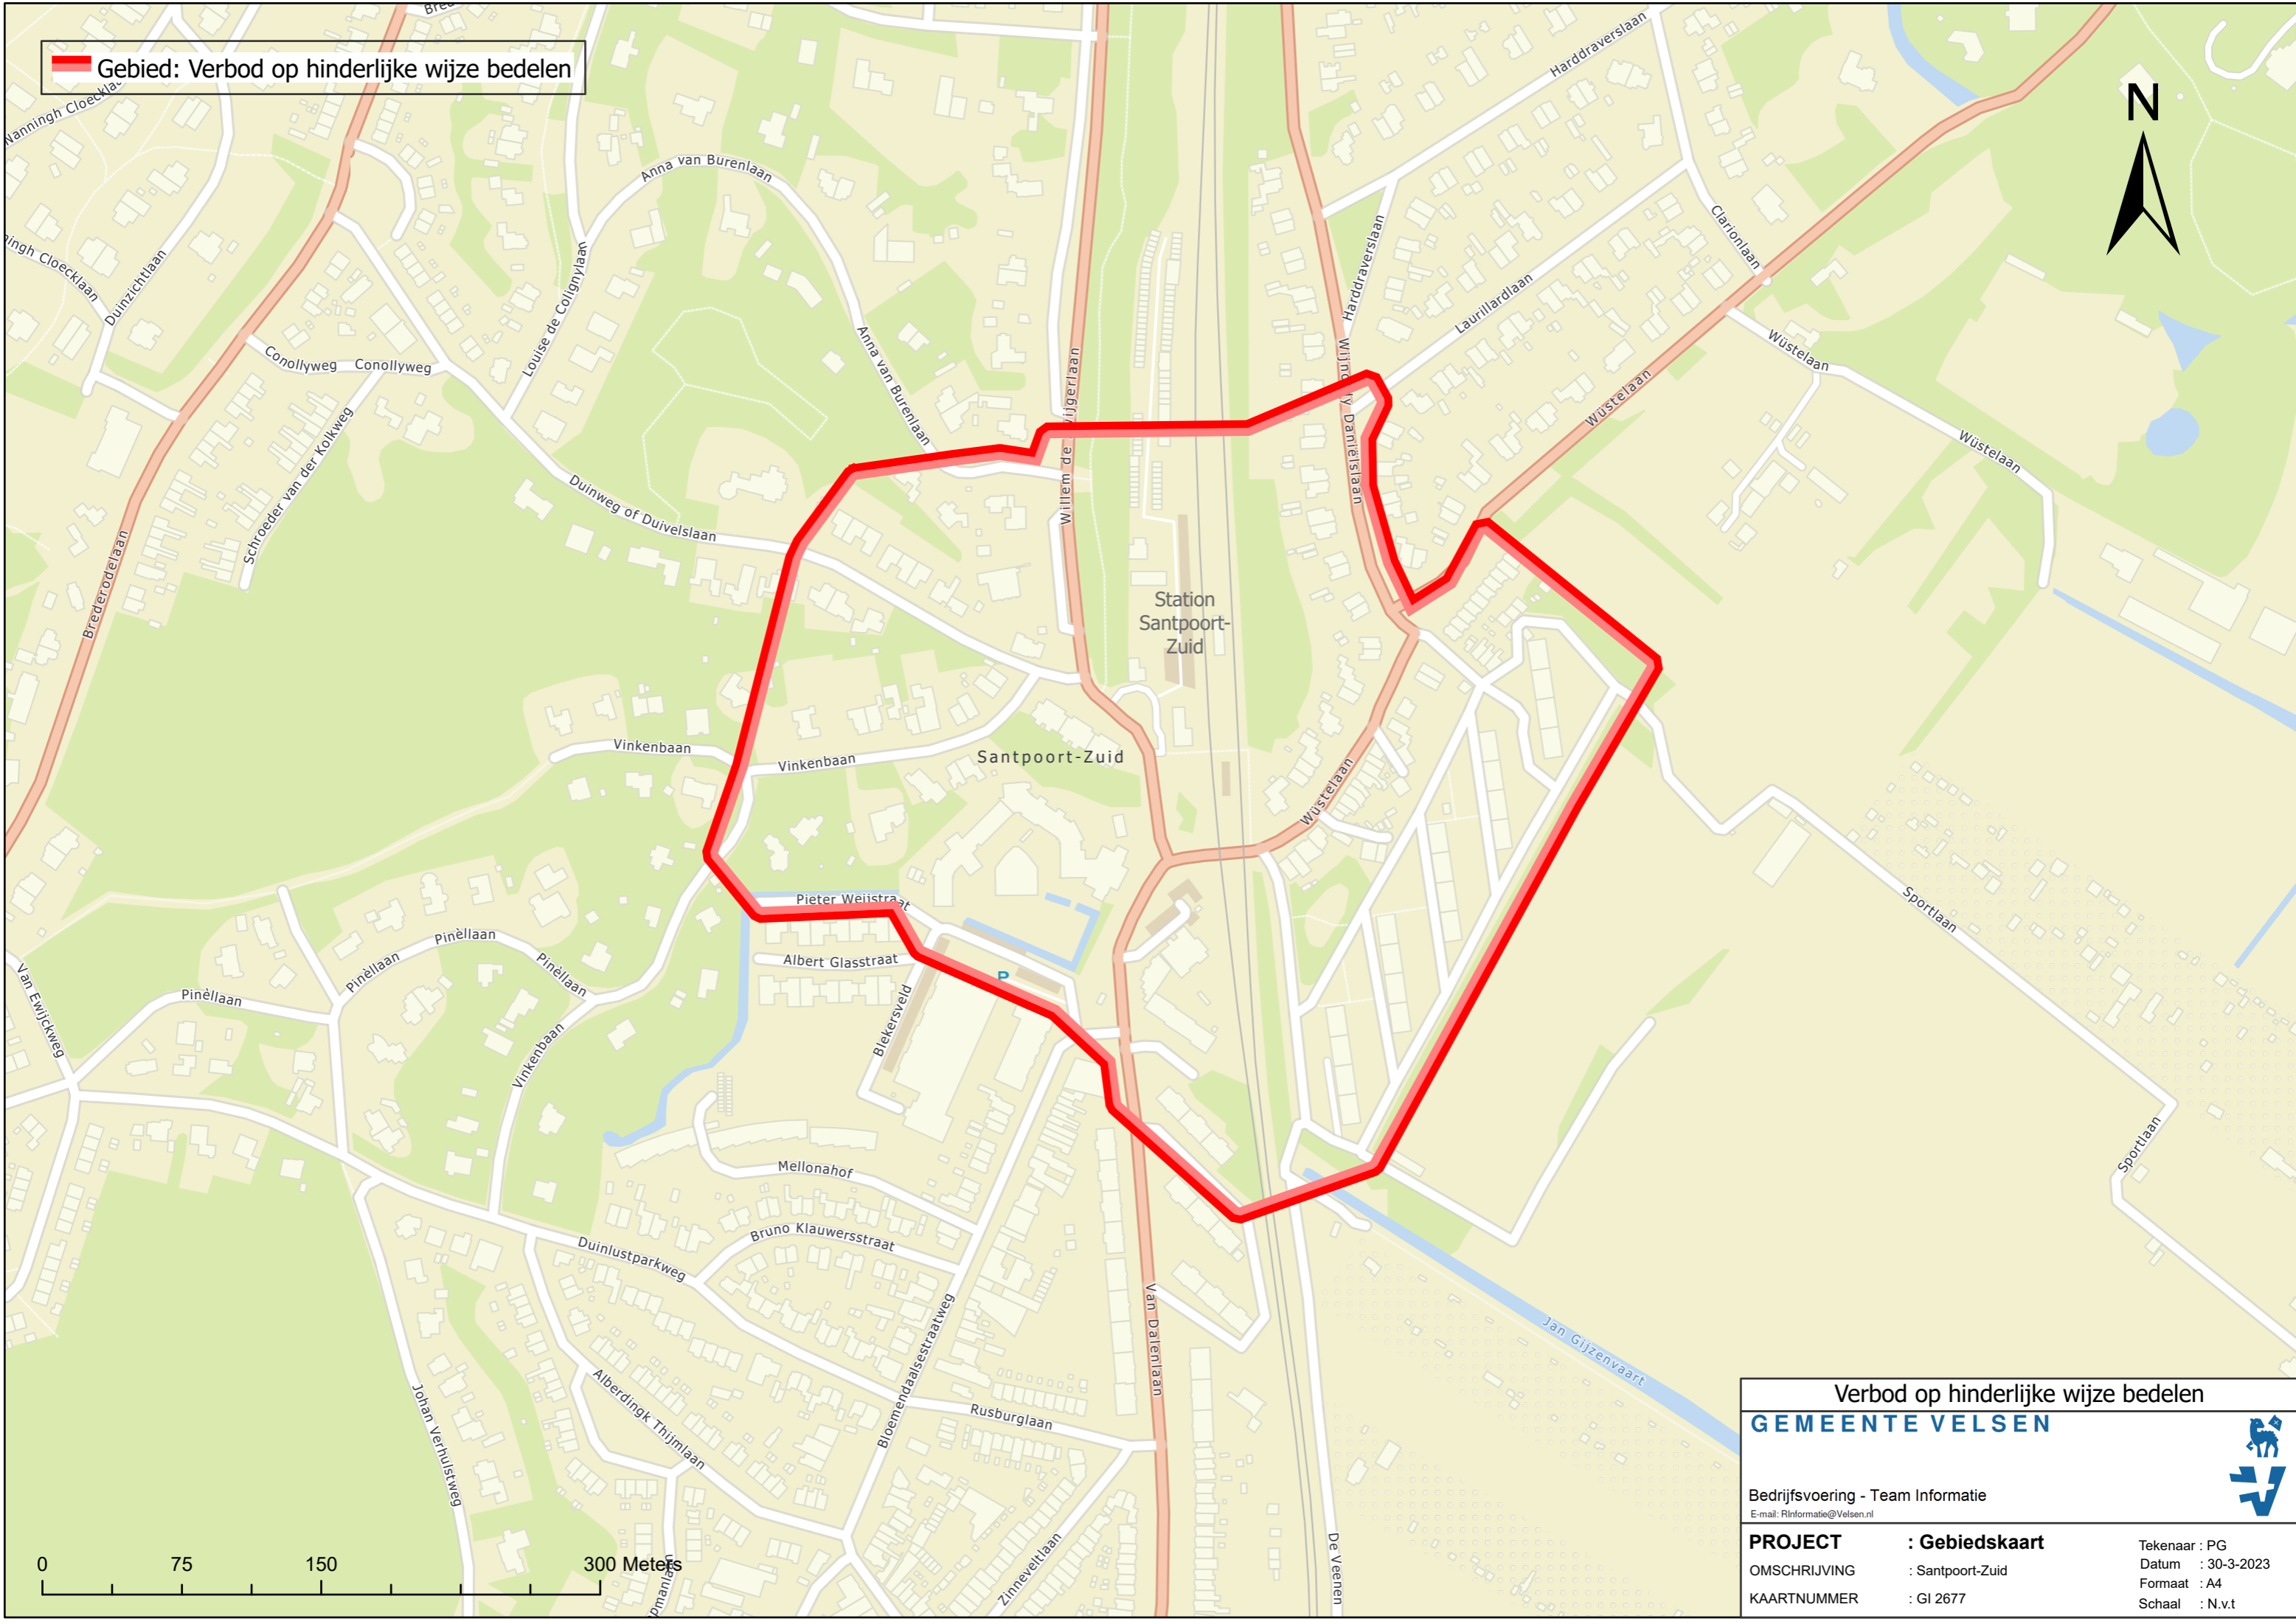 Gebied: Verbod op hinderlijke wijze bedelen
N
Nanningh Cloecklaan
Duinzichtlaan
Anna van Burenlaan
Louise de Colignylaan
Harddraverslaan
Harddraverslaan
Clarionlaan
Laurillardlaan
Conollyweg
Conollyweg
Schroeder van der Kolkweg
Anna van Burenlaan
Willem de
Wüstelaan
Wüstelaan
Wüstelaan
Daniëlslaan
Duinweg of Duivelslaan
Brederodelaan
Station
Santpoort-
Zuid
Vinkenbaan
Vinkenbaan
Santpoort-Zuid
Wüstelaan
Pieter Weijstraat
Albert Glasstraat
P
Blekersveld
Pinèllaan
Pinèllaan
Pinèllaan
Pinèllaan
Van Ewijckweg
Vinkenbaan
Sportlaan
Sportlaan
Mellonahof
Bruno Klauwersstraat
Duinlustparkweg
Bloemendaalsestraatweg
Van Dalenlaan
Rusburglaan
Alberdingk Thijmlaan
Johan Verhulstweg
Zinneveltlaan
De Veenen
Jan Gijzenvaart
0 75 150 300 Meters
Verbod op hinderlijke wijze bedelen
GEMEENTE VELSEN
Bedrijfsvoering - Team Informatie
E-mail: RInformatie@Velsen.nl
PROJECT : Gebiedskaart
OMSCHRIJVING : Santpoort-Zuid
KAARTNUMMER : GI 2677
Tekenaar : PG
Datum : 30-3-2023
Formaat : A4
Schaal : N.v.t